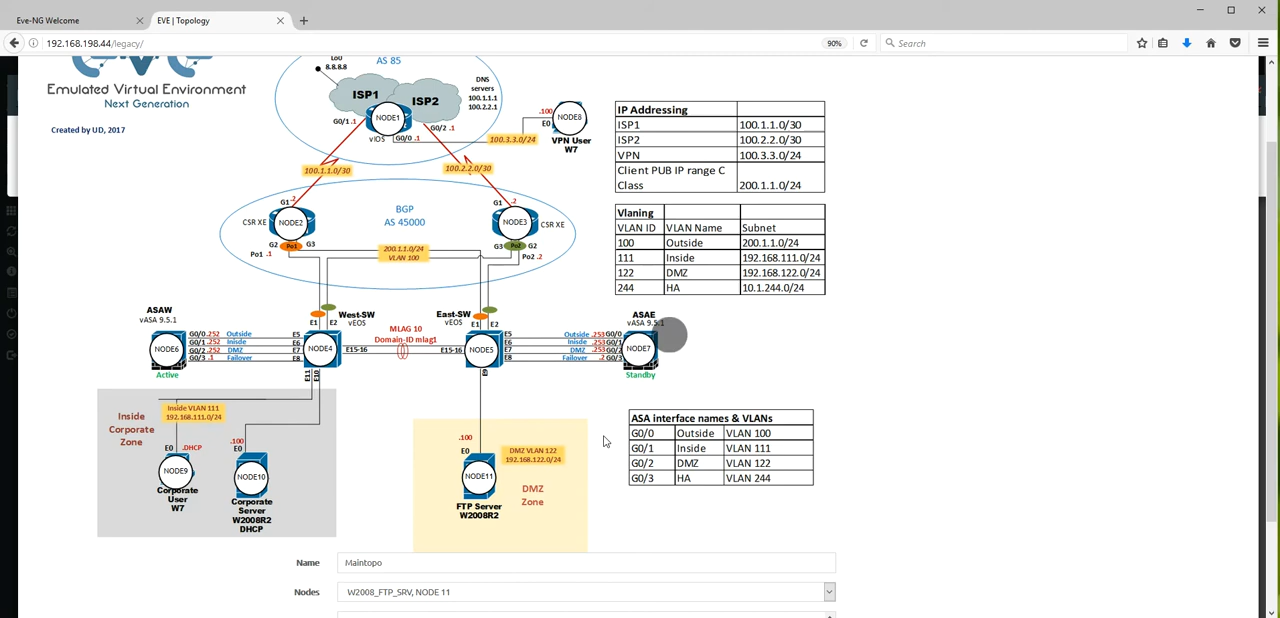 Eve-NG Welcome
EVE | Topology
192.168.198.44/legacy/
90%
Search
Emulated Virtual Environment
Next Generation
Created by UD, 2017
AS 85
Lo0
8.8.8.8
ISP1
ISP2
DNS
servers
100.1.1.1
100.2.2.1
NODE1
vIOS
G0/1 .1
G0/2 .1
G0/0 .1
100.3.3.0/24
.100
E0
NODE8
VPN User
W7
100.1.1.0/30
100.2.2.0/30
BGP
AS 45000
G1 .2
CSR XE
NODE2
G2
Po1
G3
Po1 .1
G1 .2
NODE3
CSR XE
G3
Po2
G2
Po2 .2
200.1.1.0/24
VLAN 100
ASAW
vASA 9.5.1
NODE6
Active
G0/0 .252 Outside E5
G0/1 .252 Iniside E6
G0/2 .252 DMZ E7
G0/3 .1 Failover E8
West-SW
vEOS
E1 E2
NODE4
E15-16
E11
E10
MLAG 10
Domain-ID mlag1
East-SW
vEOS
E1 E2
E15-16
NODE5
E9
E5 Outside .253 G0/0
E6 Iniside .253 G0/1
E7 DMZ .253 G0/2
E8 Failover .2 G0/3
ASAE
vASA 9.5.1
NODE7
Standby
Inside
Corporate
Zone
Inside VLAN 111
192.168.111.0/24
E0 .DHCP
NODE9
Corporate
User
W7
.100
E0
NODE10
Corporate
Server
W2008R2
DHCP
.100
E0
NODE11
FTP Server
W2008R2
DMZ VLAN 122
192.168.122.0/24
DMZ
Zone
IP Addressing
ISP1 100.1.1.0/30
ISP2 100.2.2.0/30
VPN 100.3.3.0/24
Client PUB IP range C
Class 200.1.1.0/24
Vlaning
VLAN ID VLAN Name Subnet
100 Outside 200.1.1.0/24
111 Inside 192.168.111.0/24
122 DMZ 192.168.122.0/24
244 HA 10.1.244.0/24
ASA interface names & VLANs
G0/0 Outside VLAN 100
G0/1 Inside VLAN 111
G0/2 DMZ VLAN 122
G0/3 HA VLAN 244
Name Maintopo
Nodes W2008_FTP_SRV, NODE 11